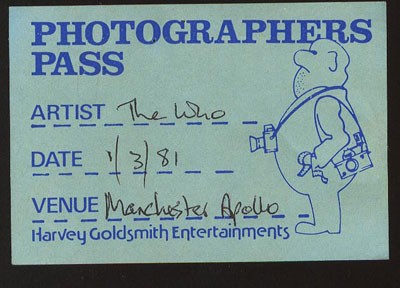 PHOTOGRAPHERS
PASS
ARTIST The Who
DATE 1/3/81
VENUE Manchester Apollo
Harvey Goldsmith Entertainments